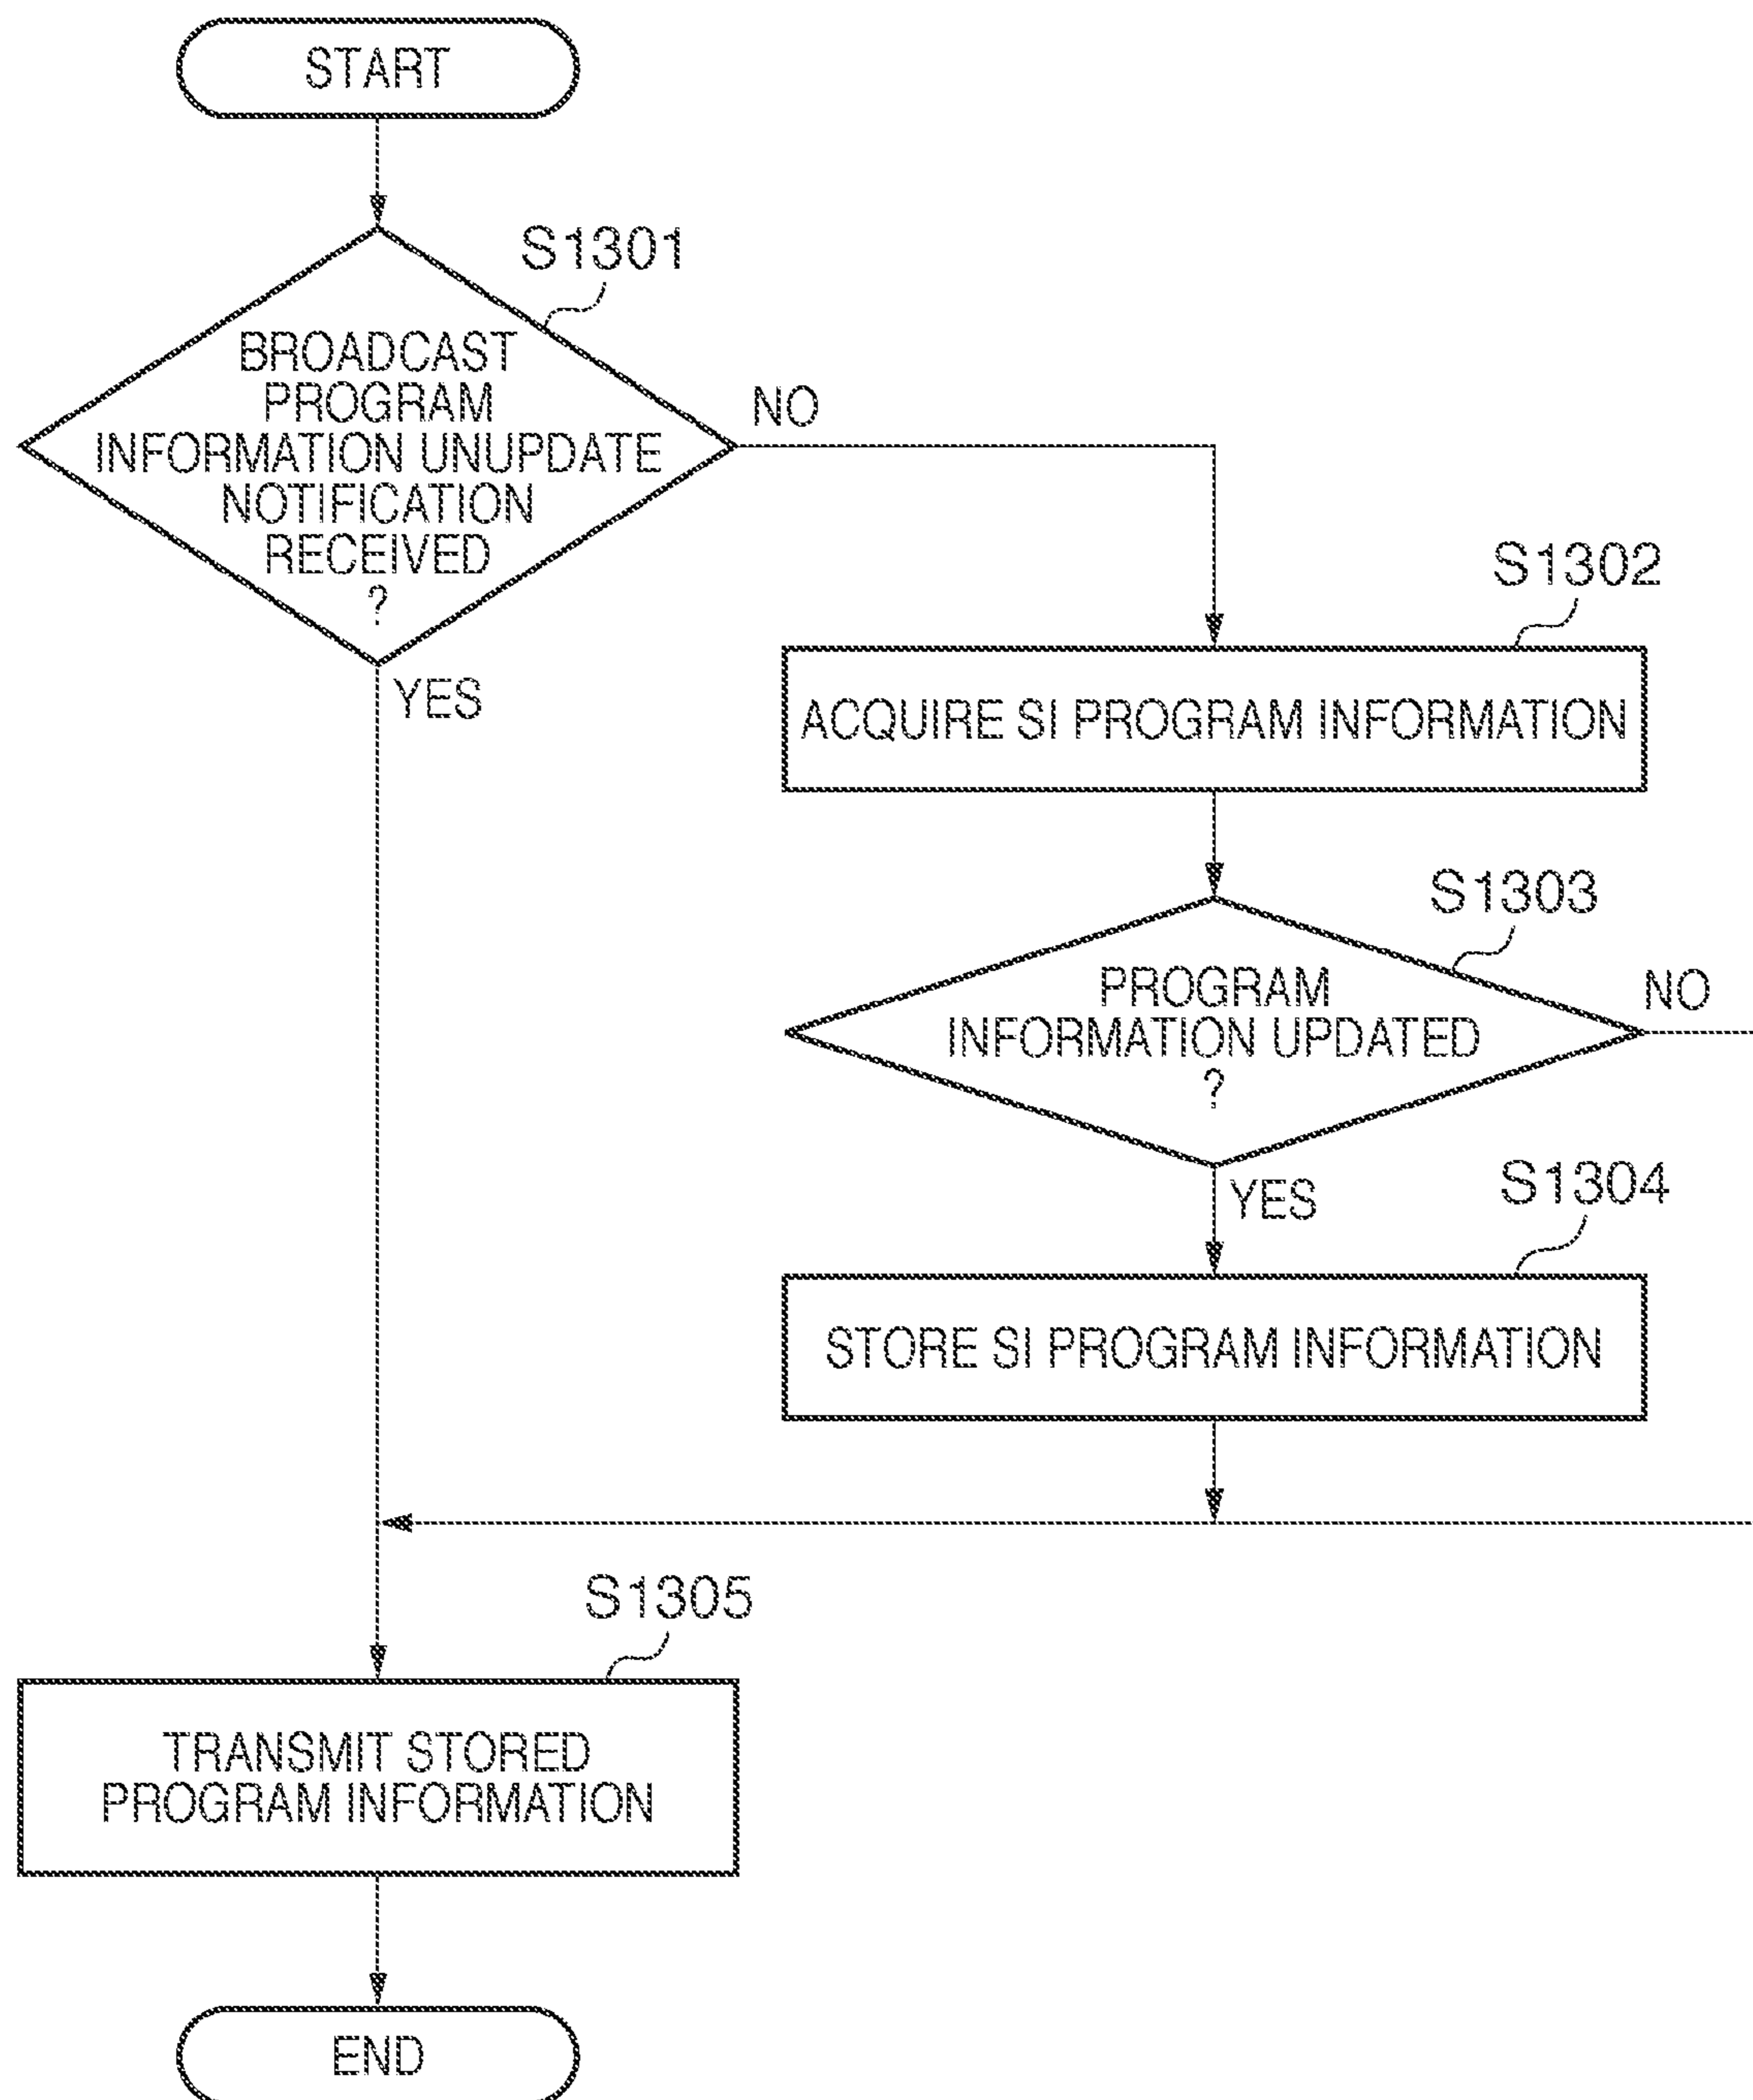 START
S1301
BROADCAST
PROGRAM
INFORMATION UNUPDATE
NOTIFICATION
RECEIVED
?
NO
YES
S1302
ACQUIRE SI PROGRAM INFORMATION
S1303
PROGRAM
INFORMATION UPDATED
?
NO
YES
S1304
STORE SI PROGRAM INFORMATION
S1305
TRANSMIT STORED
PROGRAM INFORMATION
END